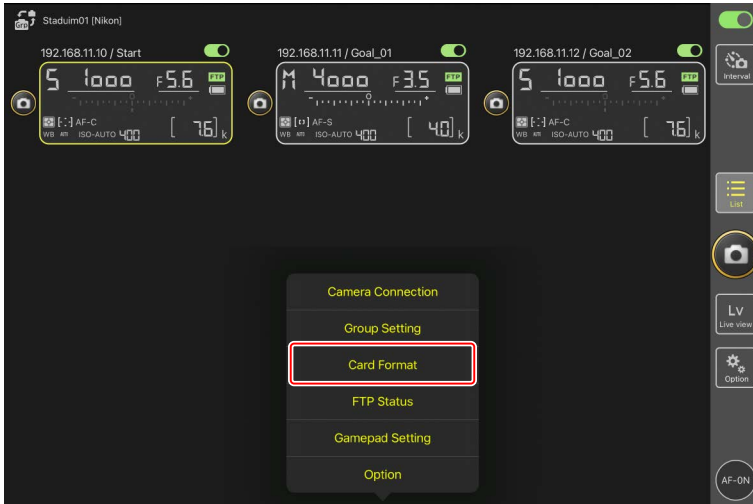 Grp
Staduim01 [Nikon]
192.168.11.10 / Start
S 1000 F5.6 FTP
AF-C
WB ISO-AUTO 400 [ 7.6] k
192.168.11.11 / Goal_01
M 4000 F3.5 FTP
AF-S
WB ISO-AUTO 400 [ 4.0] k
192.168.11.12 / Goal_02
S 1000 F5.6 FTP
AF-C
WB ISO-AUTO 400 [ 7.6] k
Interval
List
Lv
Live view
Option
AF-ON
Camera Connection
Group Setting
Card Format
FTP Status
Gamepad Setting
Option